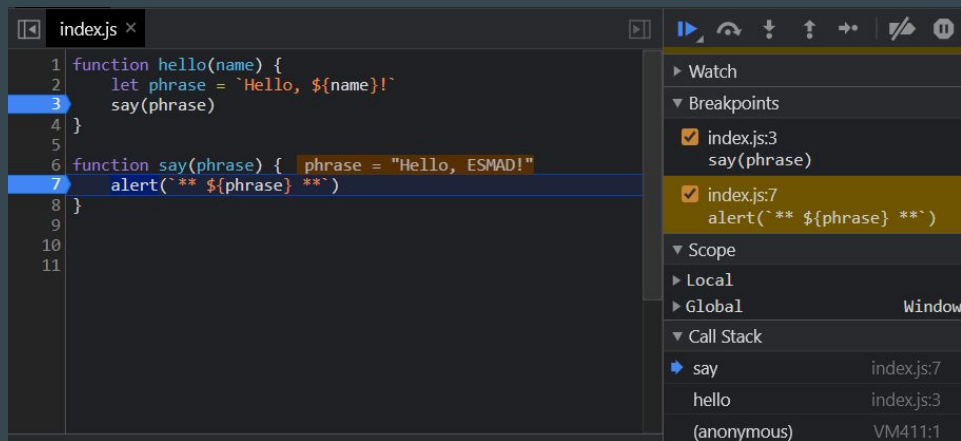 index.js ×
1 function hello(name) {
2     let phrase = `Hello, ${name}!`
3     say(phrase)
4 }
5
6 function say(phrase) {  phrase = "Hello, ESMAD!"
7     alert(`** ${phrase} **`)
8 }
9
10
11
Watch
Breakpoints
index.js:3
say(phrase)
index.js:7
alert(`** ${phrase} **`)
Scope
Local
Global Window
Call Stack
say index.js:7
hello index.js:3
(anonymous) VM411:1